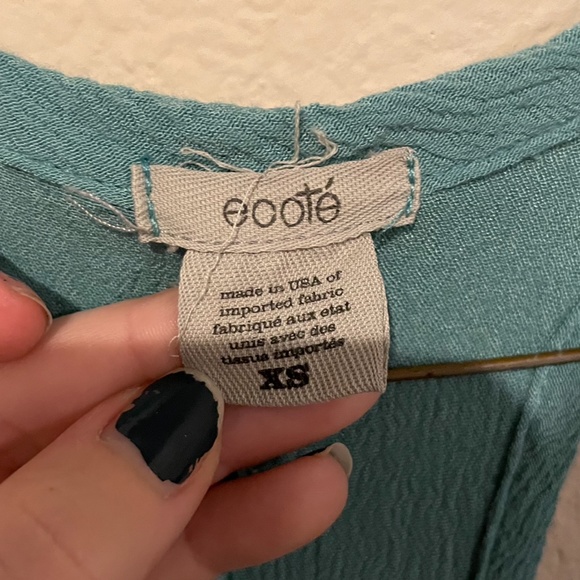 ecoté
made in USA of
imported fabric
fabriqué aux etat
unis avec des
tissus importés
XS